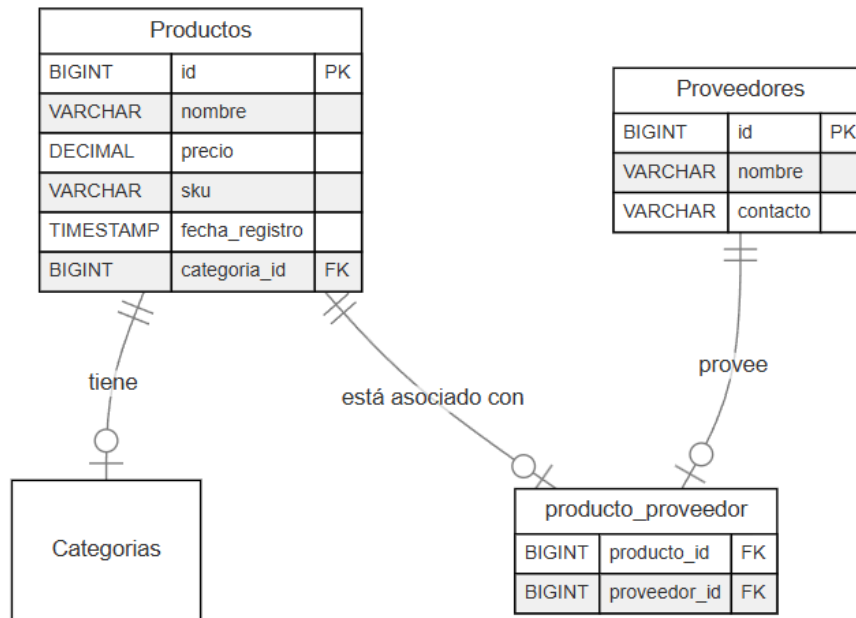 Productos
BIGINT id PK
VARCHAR nombre
DECIMAL precio
VARCHAR sku
TIMESTAMP fecha_registro
BIGINT categoria_id FK
Proveedores
BIGINT id PK
VARCHAR nombre
VARCHAR contacto
tiene
está asociado con
provee
Categorias
producto_proveedor
BIGINT producto_id FK
BIGINT proveedor_id FK